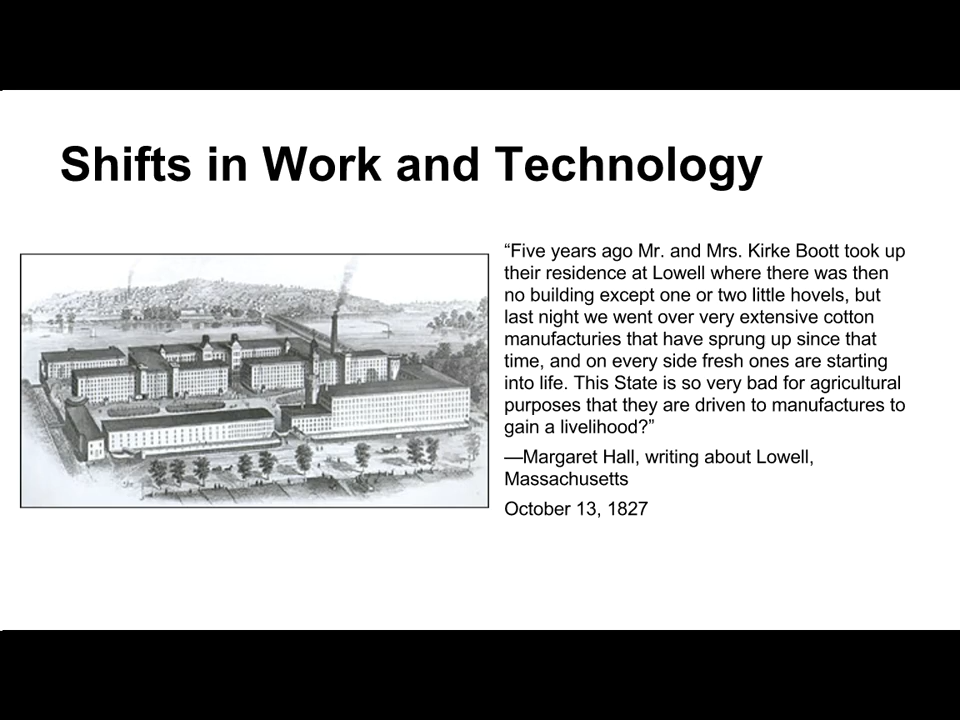 Shifts in Work and Technology
“Five years ago Mr. and Mrs. Kirke Boott took up
their residence at Lowell where there was then
no building except one or two little hovels, but
last night we went over very extensive cotton
manufacturies that have sprung up since that
time, and on every side fresh ones are starting
into life. This State is so very bad for agricultural
purposes that they are driven to manufactures to
gain a livelihood?”
—Margaret Hall, writing about Lowell,
Massachusetts
October 13, 1827